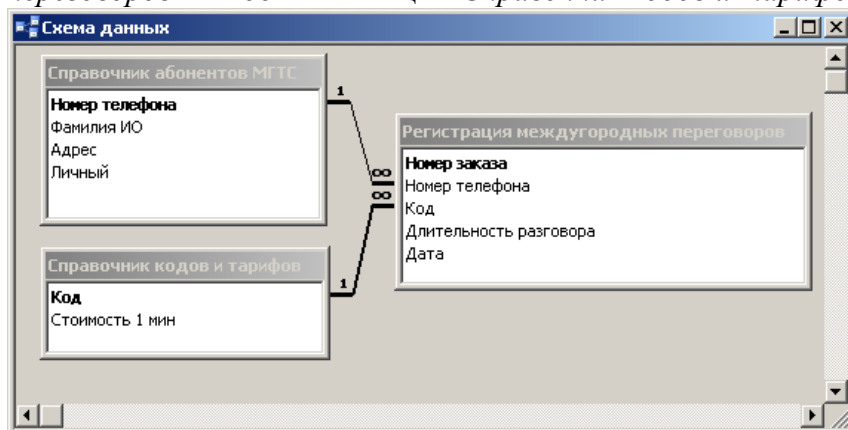 Схема данных
Справочник абонентов МГТС
Номер телефона
Фамилия ИО
Адрес
Личный
1
∞
∞
1
Регистрация междугородных переговоров
Номер заказа
Номер телефона
Код
Длительность разговора
Дата
Справочник кодов и тарифов
Код
Стоимость 1 мин